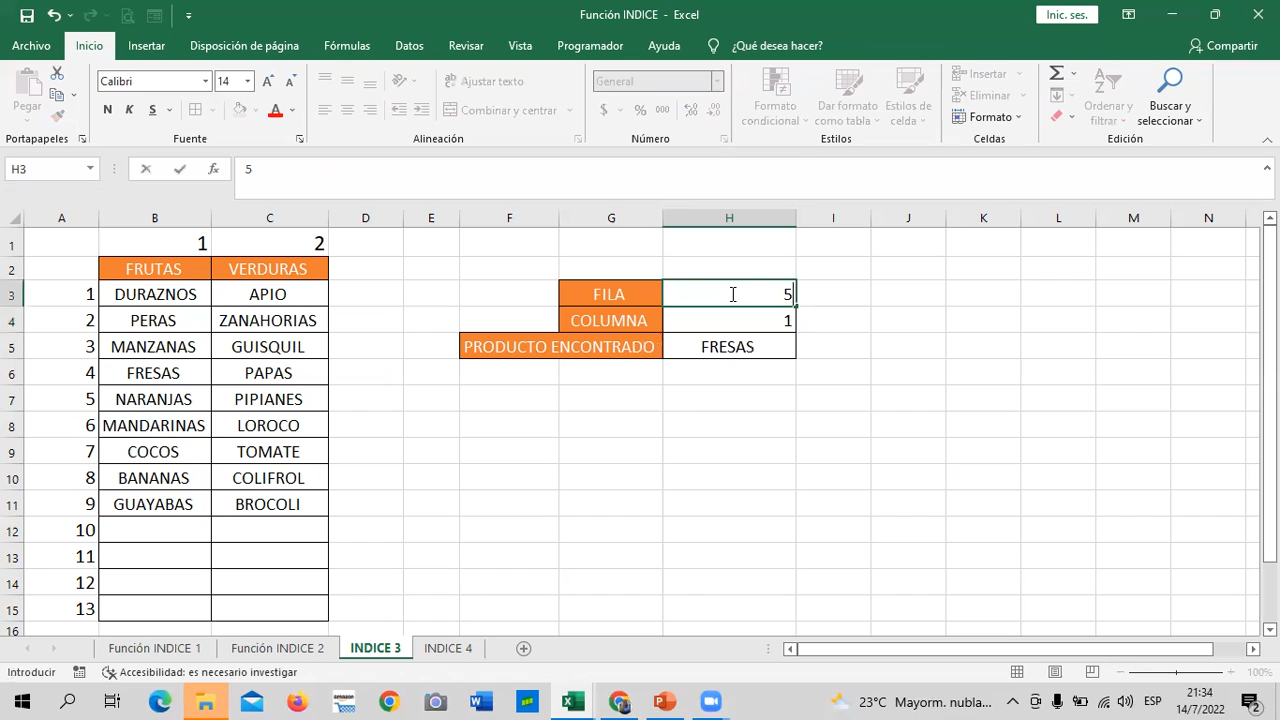 Función INDICE - Excel
Inic. ses.
Archivo Inicio Insertar Disposición de página Fórmulas Datos Revisar Vista Programador Ayuda ¿Qué desea hacer? Compartir
Pegar
Calibri 14
N K S
Ajustar texto
Combinar y centrar
General
$ % 000
Formato condicional
Dar formato como tabla
Estilos de celda
Insertar
Eliminar
Formato
Ordenar y filtrar
Buscar y seleccionar
Portapapeles Fuente Alineación Número Estilos Celdas Edición
H3 fx 5
A B C D E F G H I J K L M N
1 1 2
2 FRUTAS VERDURAS
3 1 DURAZNOS APIO FILA 5
4 2 PERAS ZANAHORIAS COLUMNA 1
5 3 MANZANAS GUISQUIL PRODUCTO ENCONTRADO FRESAS
6 4 FRESAS PAPAS
7 5 NARANJAS PIPIANES
8 6 MANDARINAS LOROCO
9 7 COCOS TOMATE
10 8 BANANAS COLIFROL
11 9 GUAYABAS BROCOLI
12 10
13 11
14 12
15 13
16
Función INDICE 1 Función INDICE 2 INDICE 3 INDICE 4
Introducir Accesibilidad: es necesario investigar 100%
23°C Mayorm. nubla... ESP 21:34
14/7/2022 2